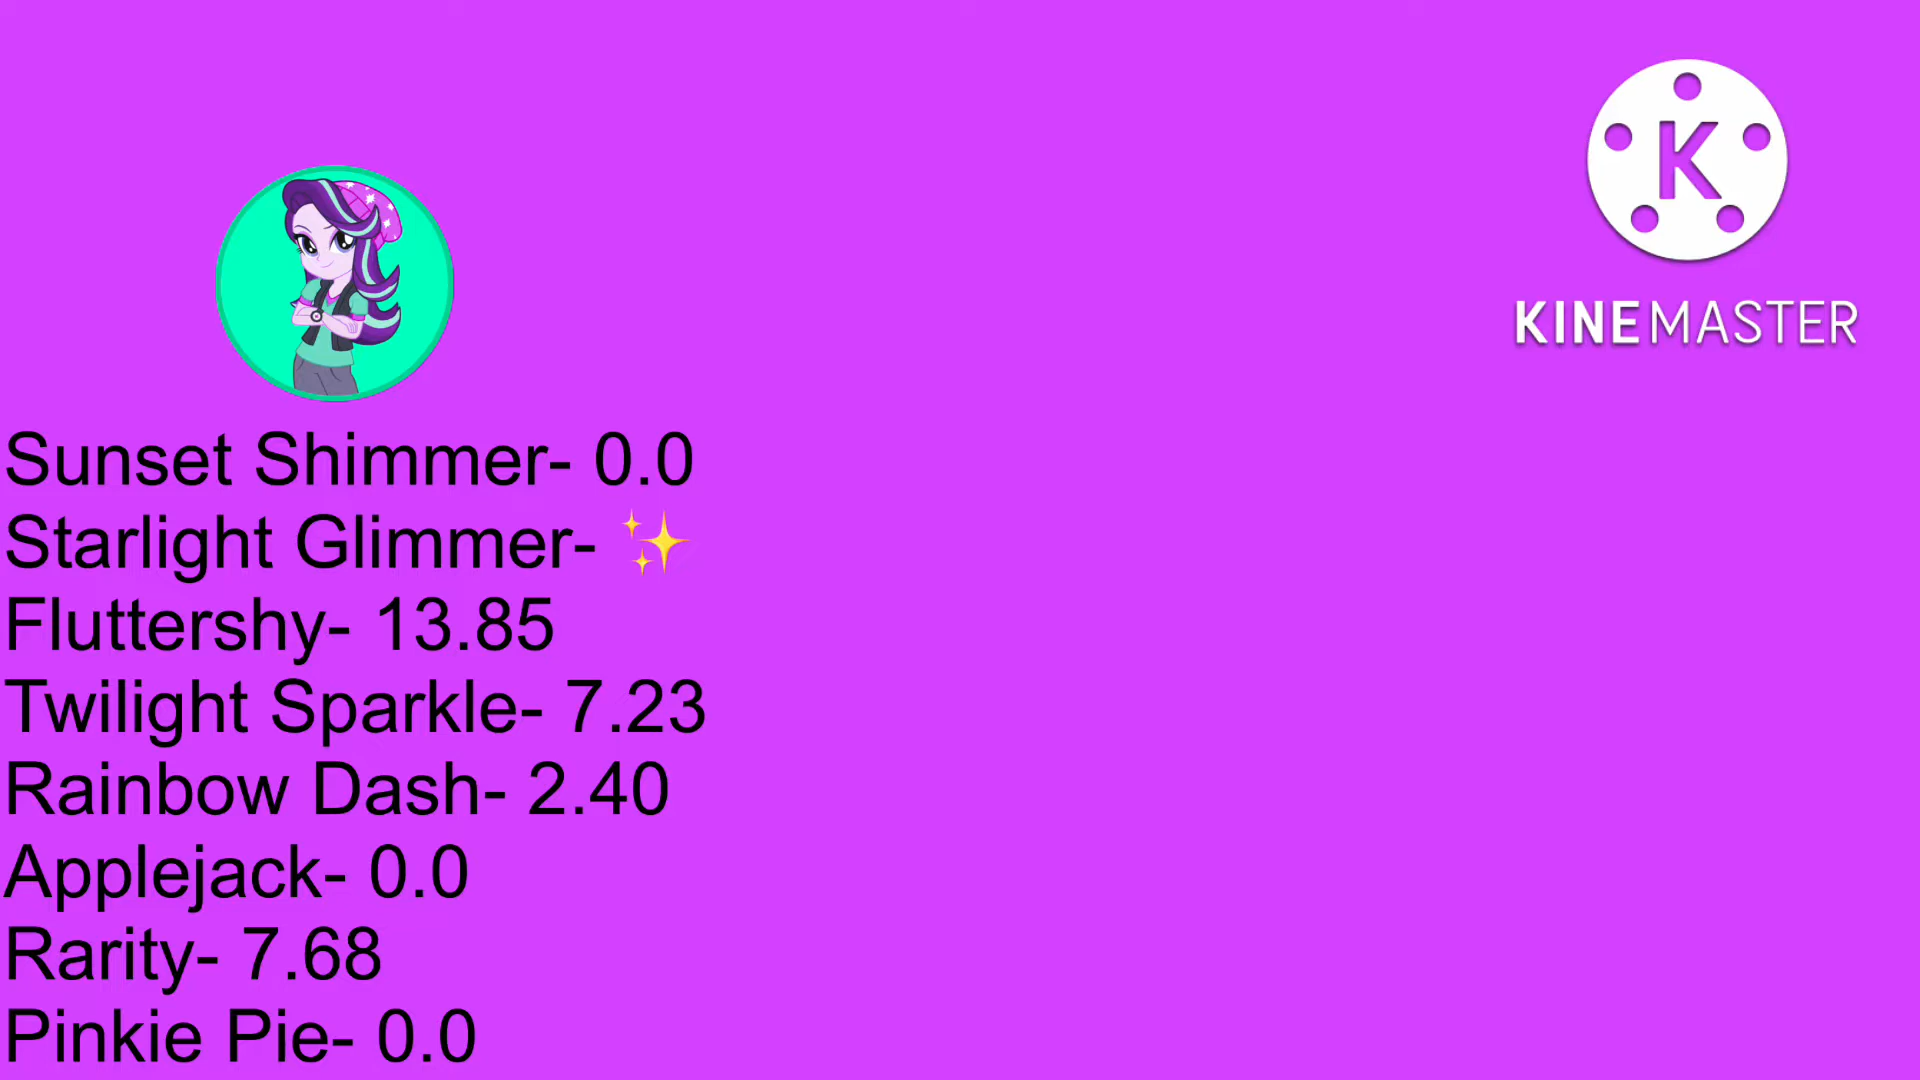 K
KINEMASTER
Sunset Shimmer- 0.0
Starlight Glimmer- ✨
Fluttershy- 13.85
Twilight Sparkle- 7.23
Rainbow Dash- 2.40
Applejack- 0.0
Rarity- 7.68
Pinkie Pie- 0.0